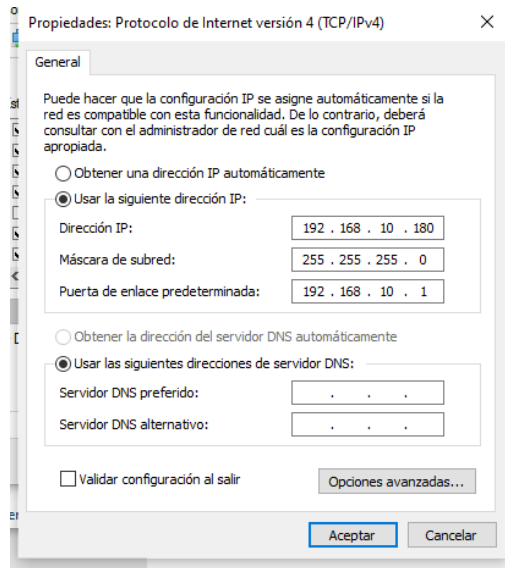 Propiedades: Protocolo de Internet versión 4 (TCP/IPv4)
General
Puede hacer que la configuración IP se asigne automáticamente si la
red es compatible con esta funcionalidad. De lo contrario, deberá
consultar con el administrador de red cuál es la configuración IP
apropiada.
Obtener una dirección IP automáticamente
Usar la siguiente dirección IP:
Dirección IP: 192 . 168 . 10 . 180
Máscara de subred: 255 . 255 . 255 . 0
Puerta de enlace predeterminada: 192 . 168 . 10 . 1
Obtener la dirección del servidor DNS automáticamente
Usar las siguientes direcciones de servidor DNS:
Servidor DNS preferido: . . .
Servidor DNS alternativo: . . .
Validar configuración al salir
Opciones avanzadas...
Aceptar Cancelar